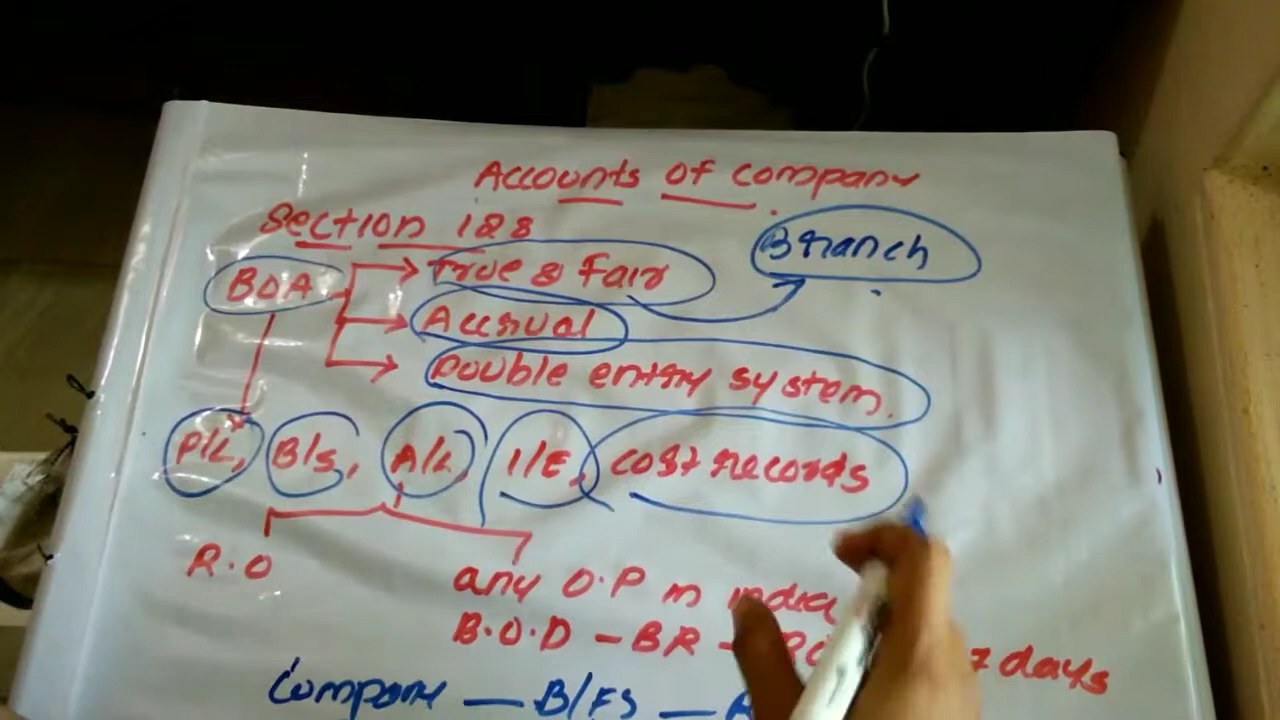 Accounts of company
Section 128
Branch
BOA
True & Fair
Accrual
Double entry system.
P/L, B/S, A/L, I/E, cost records
R.O
any O.P in India
B.O.D - BR - 7 days
Company — B/FS —